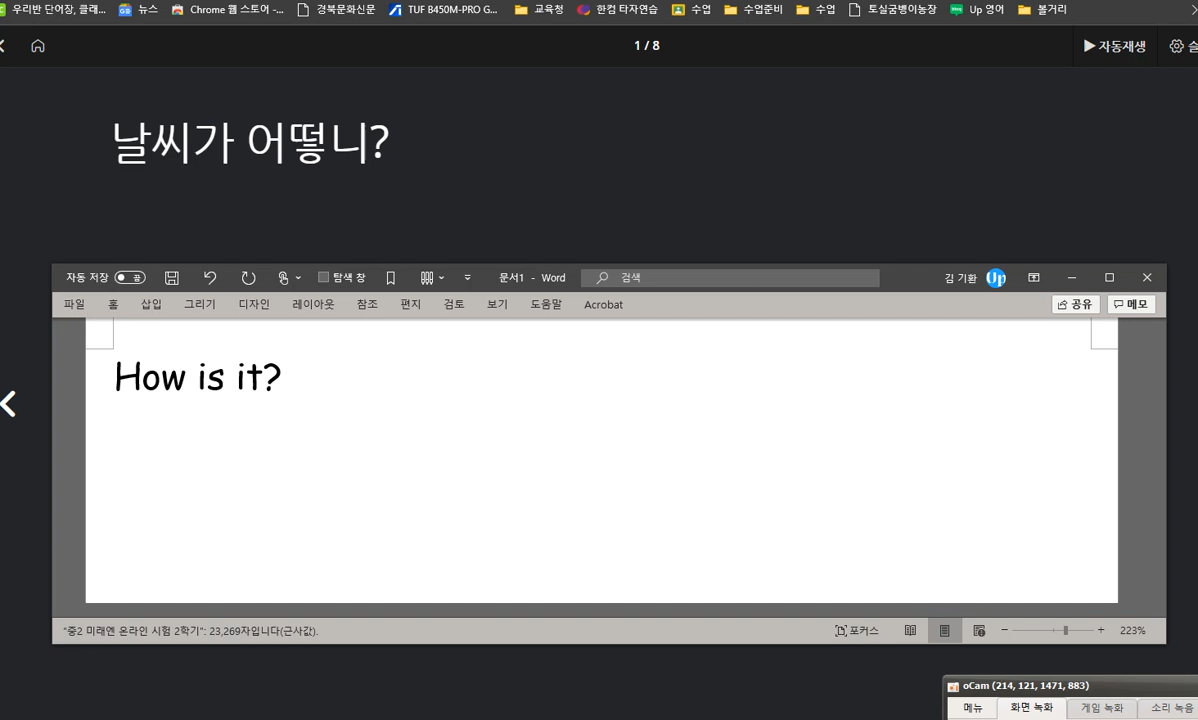 우리반 단어장, 클래... 뉴스 Chrome 웹 스토어 -... 경북문화신문 TUF B450M-PRO G... 교육청 한컴 타자연습 수업 수업준비 수업 토실굼벵이농장 Up 영어 볼거리
1 / 8 ▶자동재생 슬
날씨가 어떻니?
자동 저장 끔 탐색 창 문서1 - Word 검색 김 기환 Up
파일 홈 삽입 그리기 디자인 레이아웃 참조 편지 검토 보기 도움말 Acrobat 공유 메모
How is it?
"중2 미래엔 온라인 시험 2학기": 23,269자입니다(근사값). 포커스 - + 223%
oCam (214, 121, 1471, 883)
메뉴 화면 녹화 게임 녹화 소리 녹음